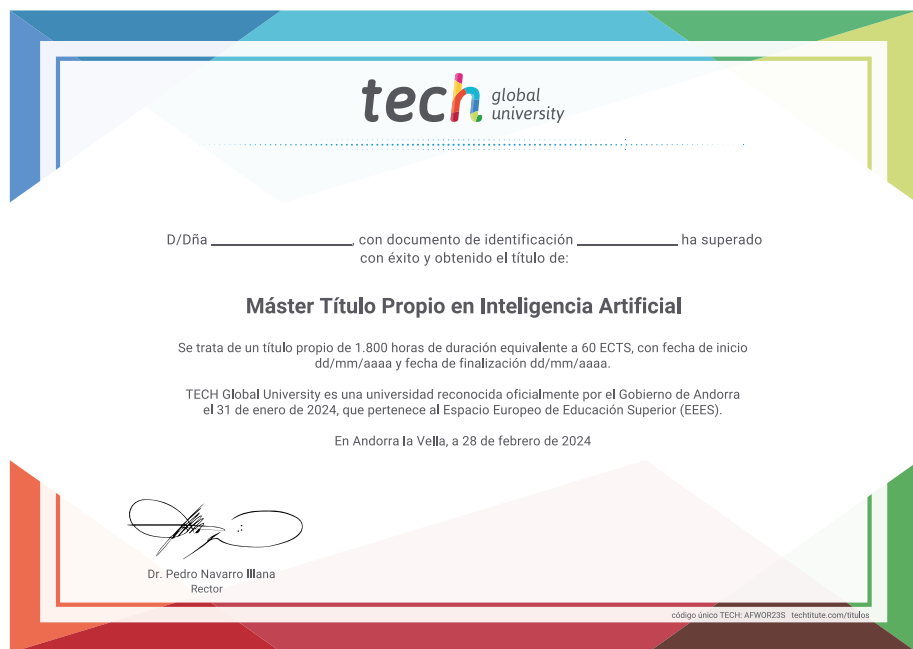 tech global university
D/Dña ______________, con documento de identificación __________ ha superado
con éxito y obtenido el título de:
Máster Título Propio en Inteligencia Artificial
Se trata de un título propio de 1.800 horas de duración equivalente a 60 ECTS, con fecha de inicio
dd/mm/aaaa y fecha de finalización dd/mm/aaaa.
TECH Global University es una universidad reconocida oficialmente por el Gobierno de Andorra
el 31 de enero de 2024, que pertenece al Espacio Europeo de Educación Superior (EEES).
En Andorra la Vella, a 28 de febrero de 2024
Dr. Pedro Navarro Illana
Rector
código único TECH: AFWOR23S techtitute.com/titulos